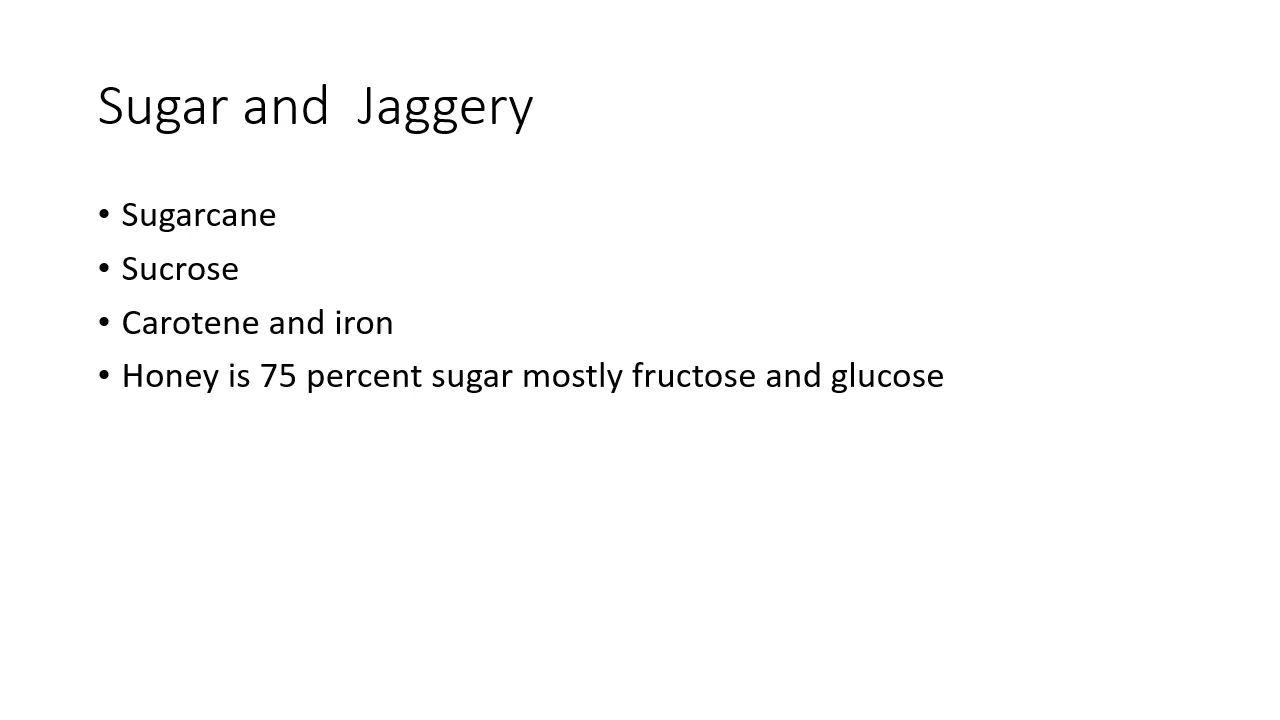 Sugar and  Jaggery
• Sugarcane
• Sucrose
• Carotene and iron
• Honey is 75 percent sugar mostly fructose and glucose